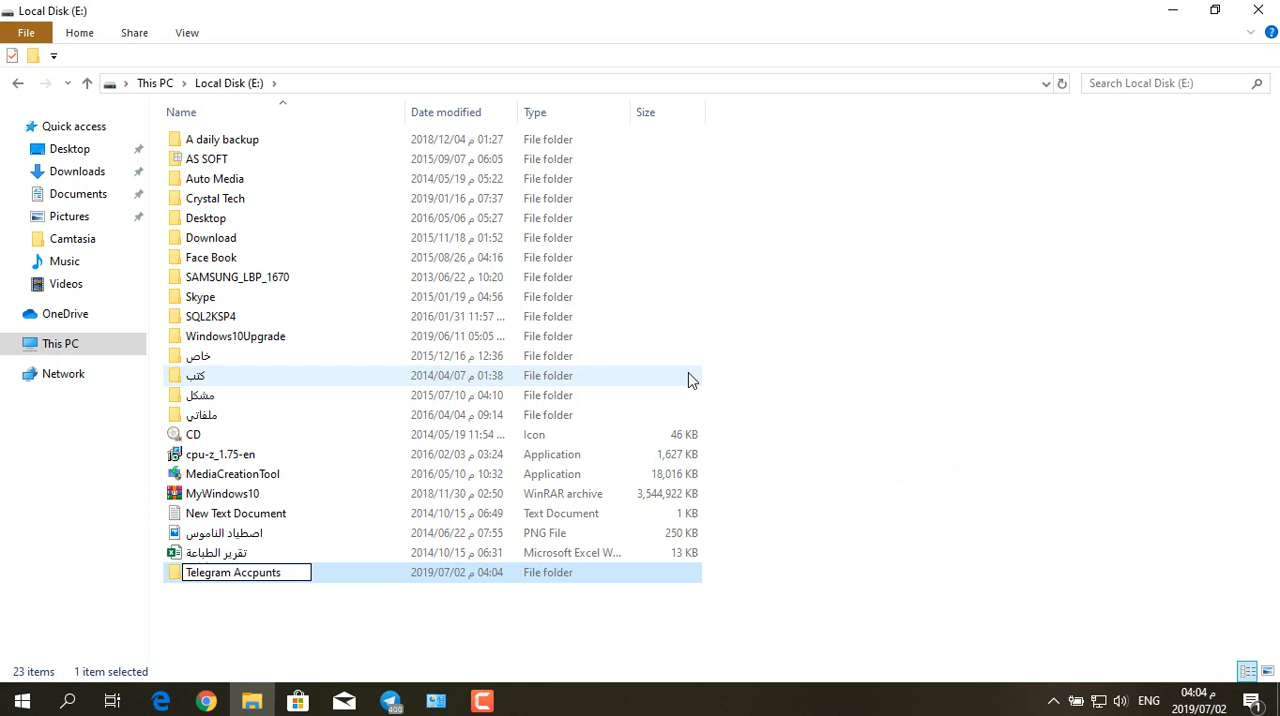 Local Disk (E:)
File Home Share View
This PC Local Disk (E:) Search Local Disk (E:)
Name Date modified Type Size
Quick access
Desktop
Downloads
Documents
Pictures
Camtasia
Music
Videos
OneDrive
This PC
Network
A daily backup 2018/12/04 م 01:27 File folder
AS SOFT 2015/09/07 م 06:05 File folder
Auto Media 2014/05/19 م 05:22 File folder
Crystal Tech 2019/01/16 م 07:37 File folder
Desktop 2016/05/06 م 05:27 File folder
Download 2015/11/18 م 01:52 File folder
Face Book 2015/08/26 م 04:16 File folder
SAMSUNG_LBP_1670 2013/06/22 م 10:20 File folder
Skype 2015/01/19 م 04:56 File folder
SQL2KSP4 2016/01/31 11:57 ... File folder
Windows10Upgrade 2019/06/11 05:05 ... File folder
خاص 2015/12/16 م 12:36 File folder
كتب 2014/04/07 م 01:38 File folder
مشكل 2015/07/10 م 04:10 File folder
ملفاتي 2016/04/04 م 09:14 File folder
CD 2014/05/19 11:54 ... Icon 46 KB
cpu-z_1.75-en 2016/02/03 م 03:24 Application 1,627 KB
MediaCreationTool 2016/05/10 م 10:32 Application 18,016 KB
MyWindows10 2018/11/30 م 02:50 WinRAR archive 3,544,922 KB
New Text Document 2014/10/15 م 06:49 Text Document 1 KB
اصطياد الناموس 2014/06/22 م 07:55 PNG File 250 KB
تقرير الطباعة 2014/10/15 م 06:31 Microsoft Excel W... 13 KB
Telegram Accpunts 2019/07/02 م 04:04 File folder
23 items 1 item selected
400 ENG م 04:04
2019/07/02 1